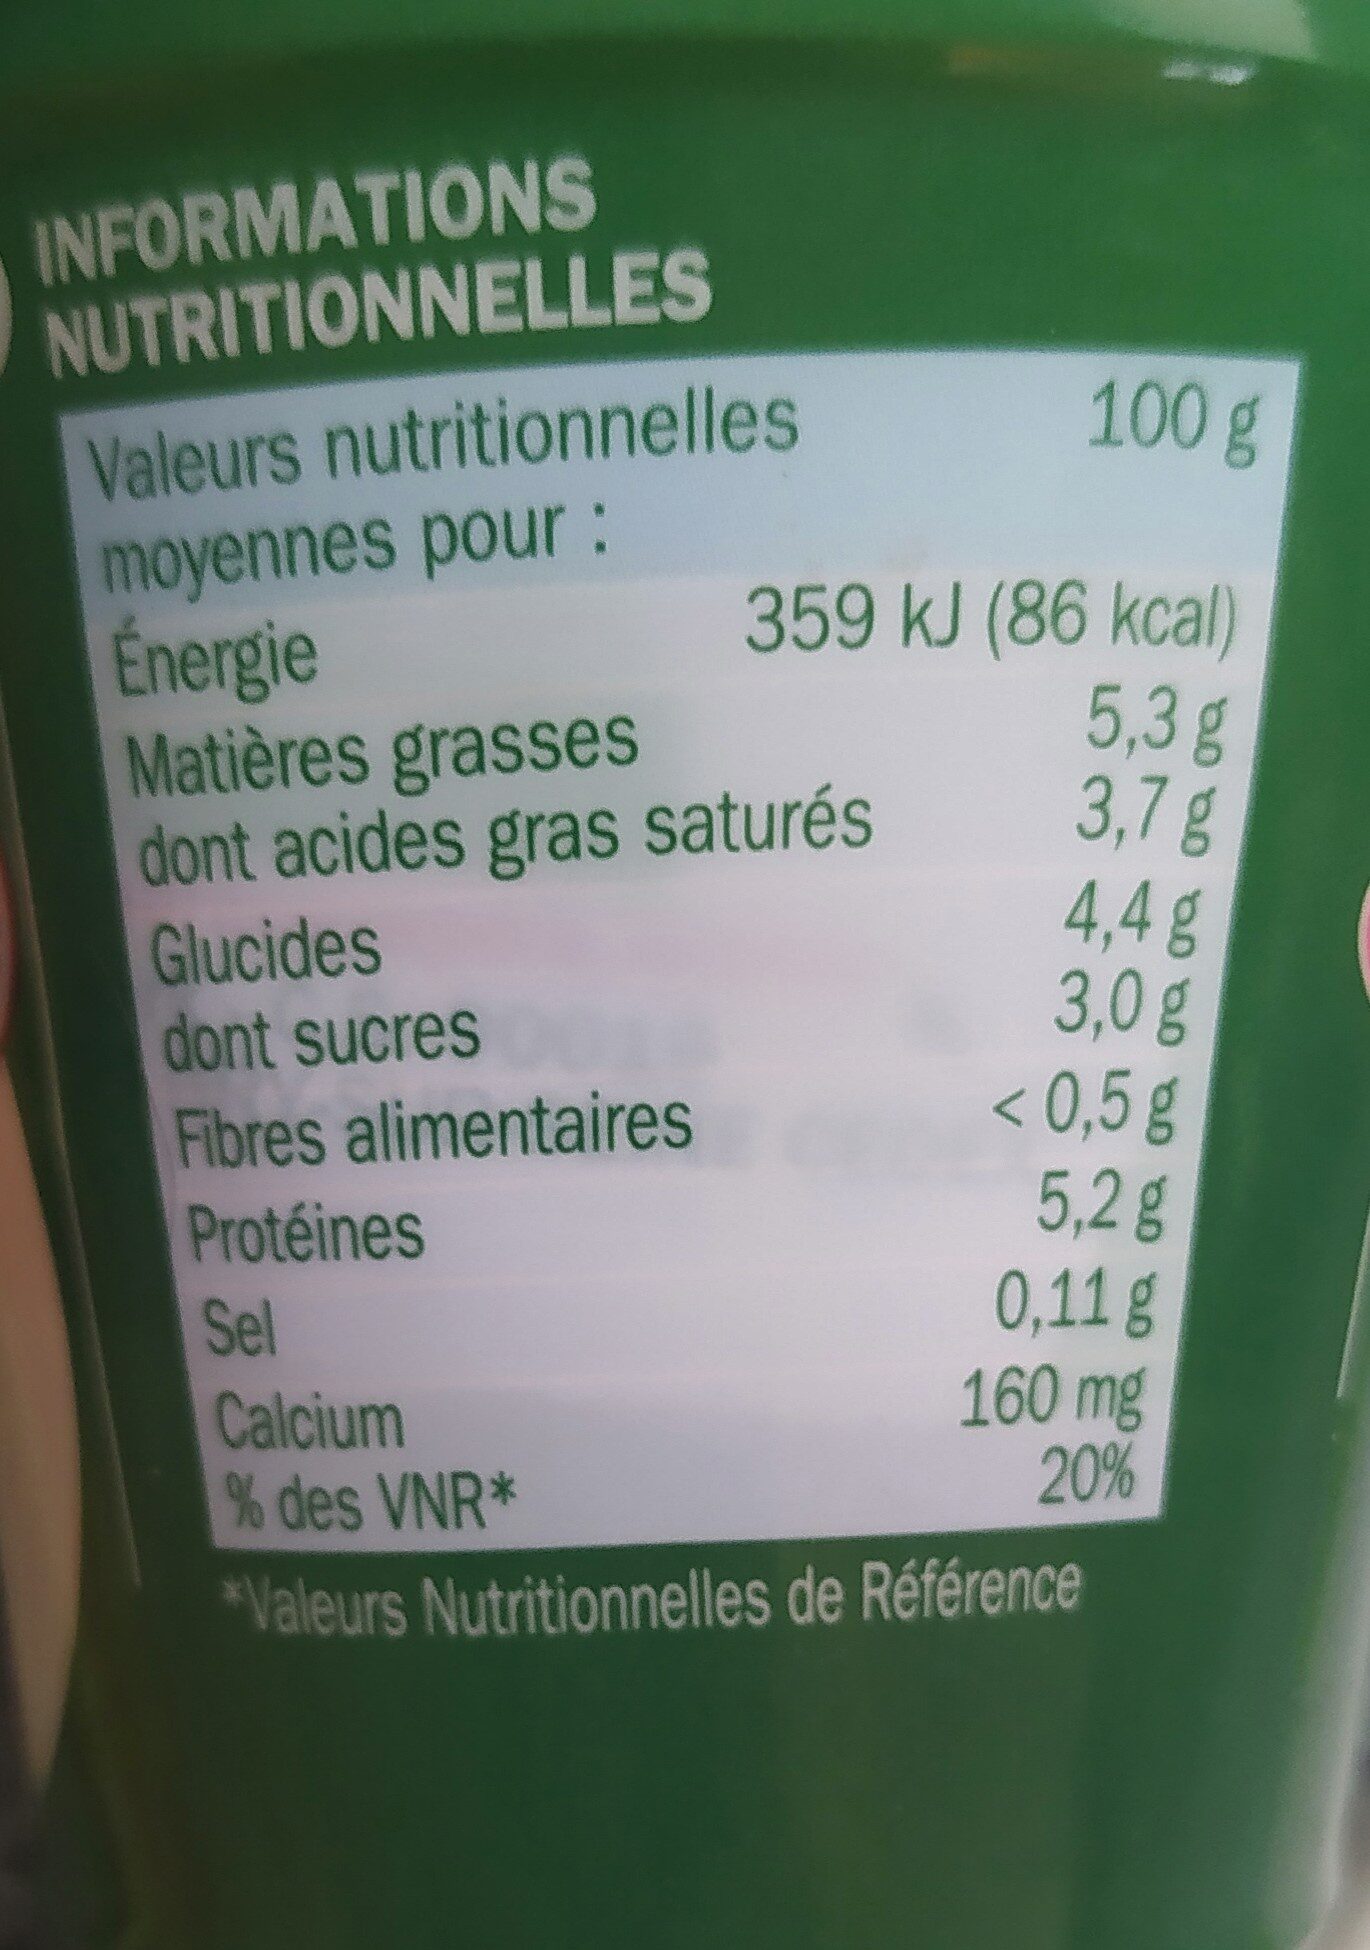 INFORMATIONS
NUTRITIONNELLES
Valeurs nutritionnelles 100 g
moyennes pour :
Énergie 359 kJ (86 kcal)
Matières grasses 5,3 g
dont acides gras saturés 3,7 g
Glucides 4,4 g
dont sucres 3,0 g
Fibres alimentaires < 0,5 g
Protéines 5,2 g
Sel 0,11 g
Calcium 160 mg
% des VNR* 20%
*Valeurs Nutritionnelles de Référence